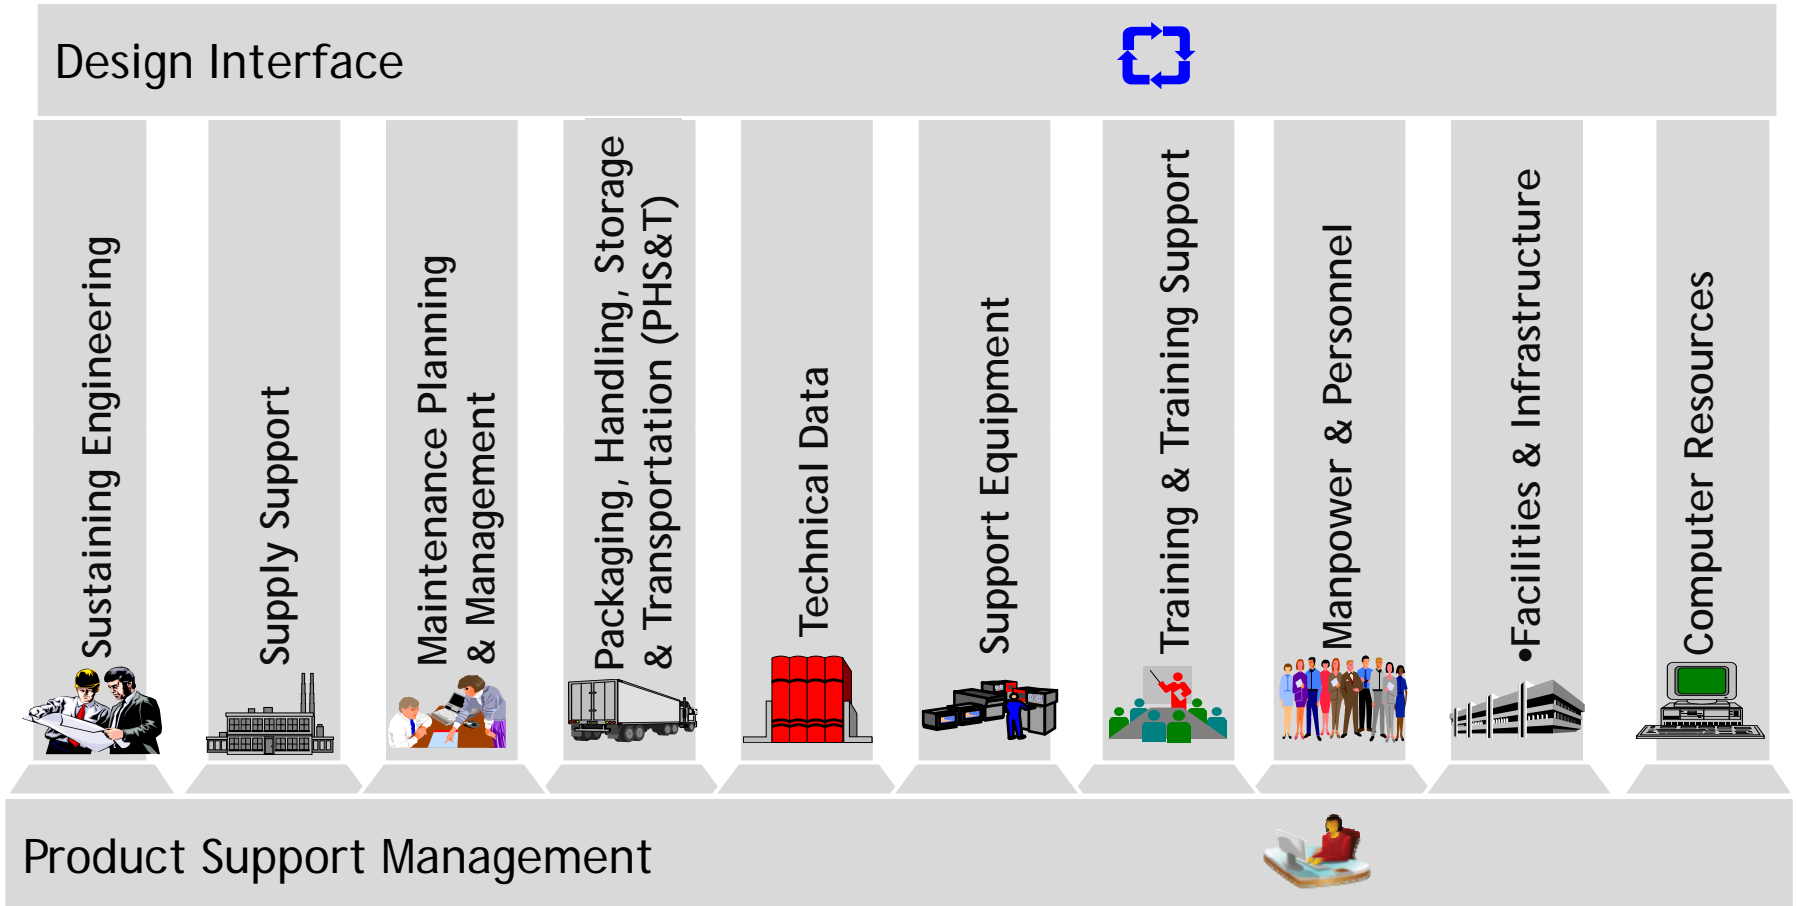 Design Interface
Sustaining Engineering
Supply Support
Maintenance Planning
& Management
Packaging, Handling, Storage
& Transportation (PHS&T)
Technical Data
Support Equipment
Training & Training Support
Manpower & Personnel
•Facilities & Infrastructure
Computer Resources
Product Support Management